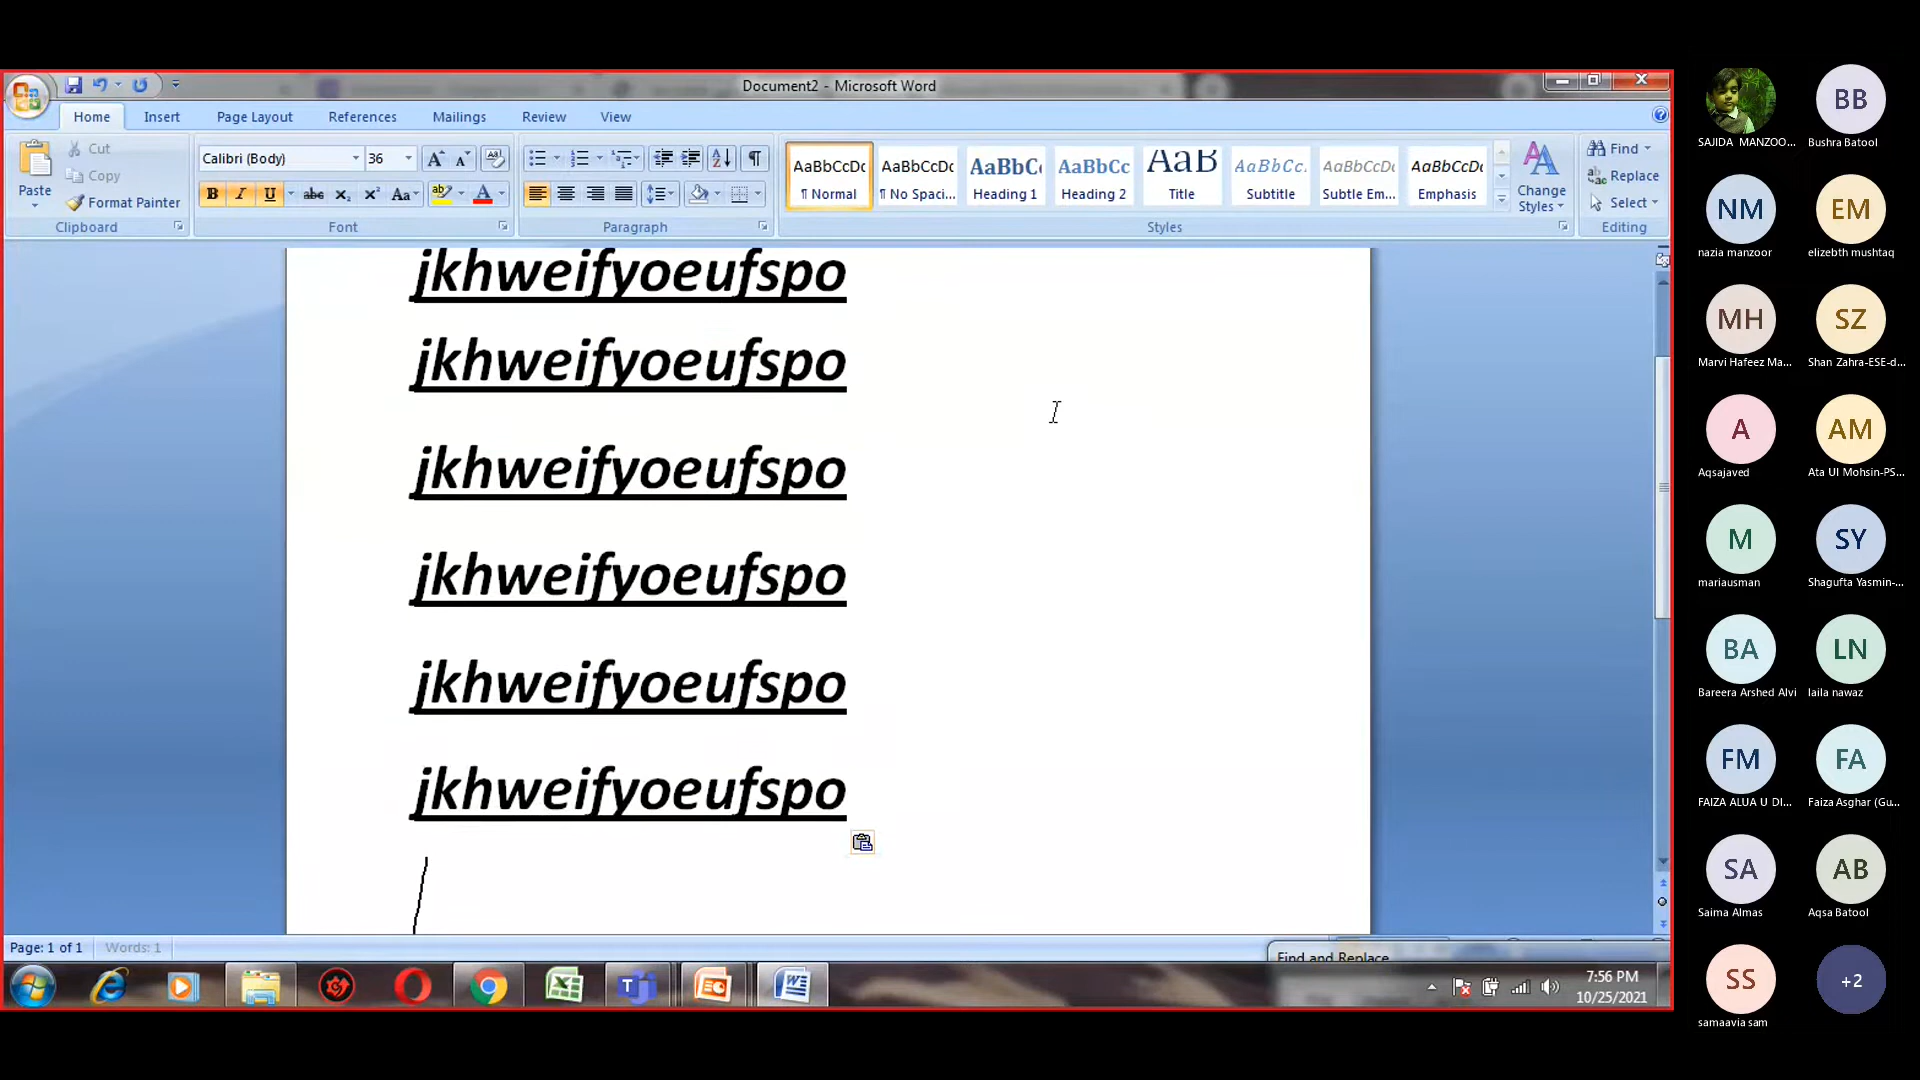 Document2 - Microsoft Word
Home Insert Page Layout References Mailings Review View
Paste
Cut
Copy
Format Painter
Clipboard
Calibri (Body) 36
B I U abc x₂ x² Aa ab A
Font
Paragraph
AaBbCcDc AaBbCcDc AaBbC AaBbCc AaB AaBbCc. AaBbCcDc AaBbCcDc
¶ Normal ¶ No Spaci... Heading 1 Heading 2 Title Subtitle Subtle Em... Emphasis
Change
Styles
Styles
Find
Replace
Select
Editing
jkhweifyoeufspo
jkhweifyoeufspo
jkhweifyoeufspo
jkhweifyoeufspo
jkhweifyoeufspo
jkhweifyoeufspo
Page: 1 of 1 Words: 1
Find and Replace
7:56 PM
10/25/2021
SAJIDA MANZOO...
BB
Bushra Batool
NM
nazia manzoor
EM
elizebth mushtaq
MH
Marvi Hafeez Ma...
SZ
Shan Zahra-ESE-d...
A
Aqsajaved
AM
Ata Ul Mohsin-PS...
M
mariausman
SY
Shagufta Yasmin-...
BA
Bareera Arshed Alvi
LN
laila nawaz
FM
FAIZA ALUA U DI...
FA
Faiza Asghar (Gu...
SA
Saima Almas
AB
Aqsa Batool
SS
samaavia sam
+2